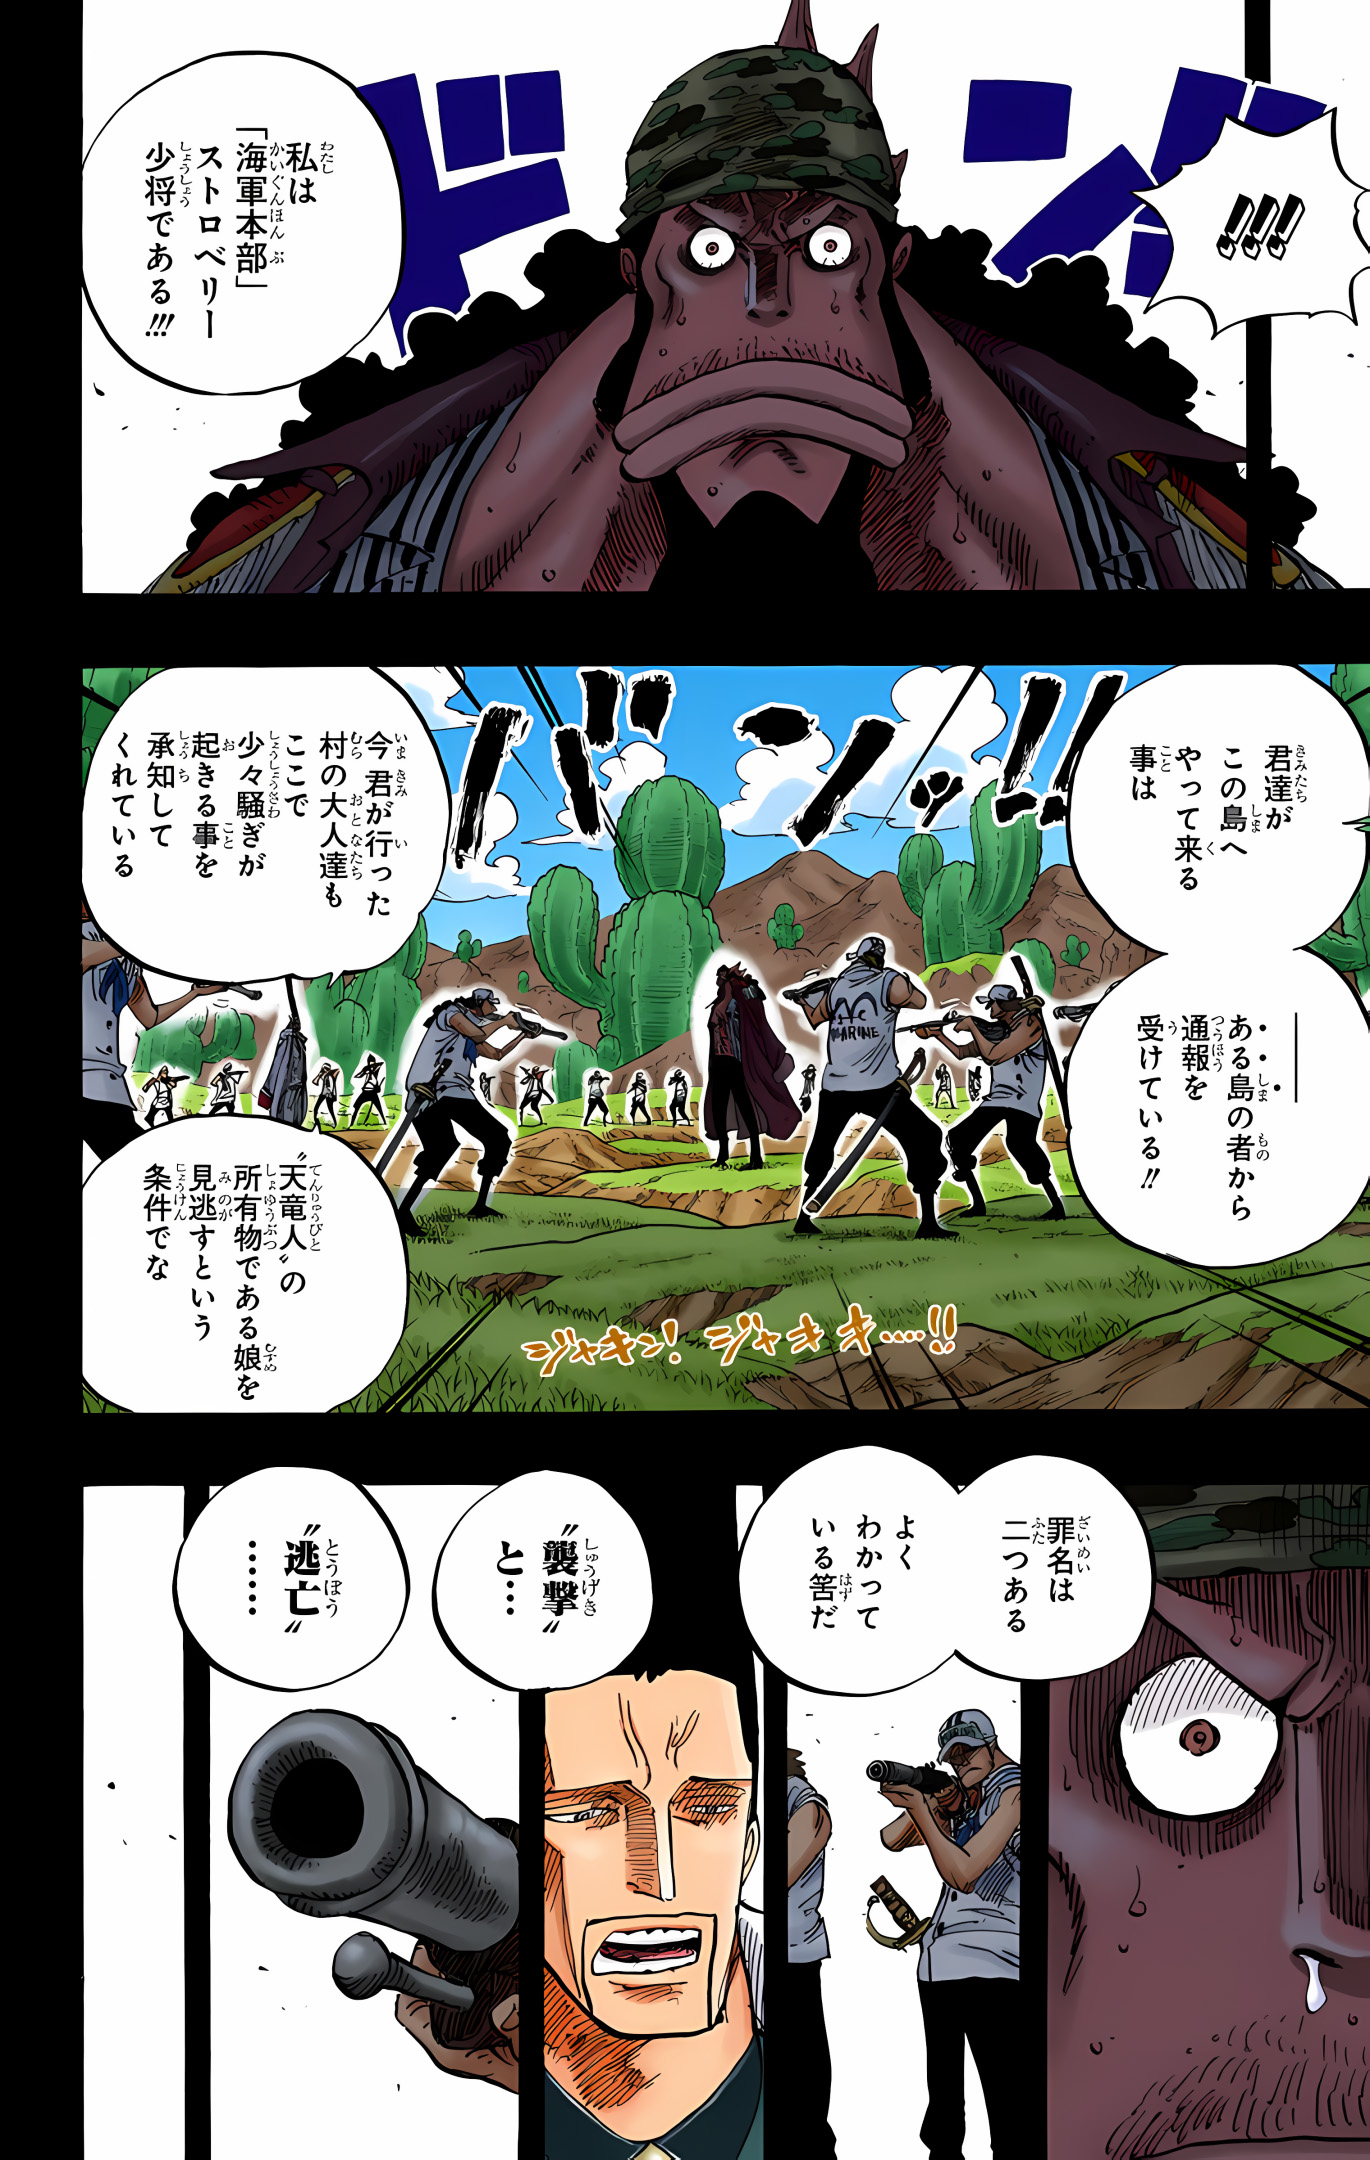 !!!!
ドン
私は
「海軍本部」
ストロベリー
少将である!!!
君達が
この島へ
やって来る
事は
――ある島の者から
通報を
受けている!!
バババン…ッ!!
今君が行った
村の大人達も
ここで
少々騒ぎが
起きる事を
承知して
くれている
〝天竜人〟の
所有物である娘を
見逃すという
条件でな
ジャキン! ジャキキ……!!
罪名は
二つある
よく
わかって
いる筈だ
〝襲撃〟
と…
〝逃亡〟
……
MARINE